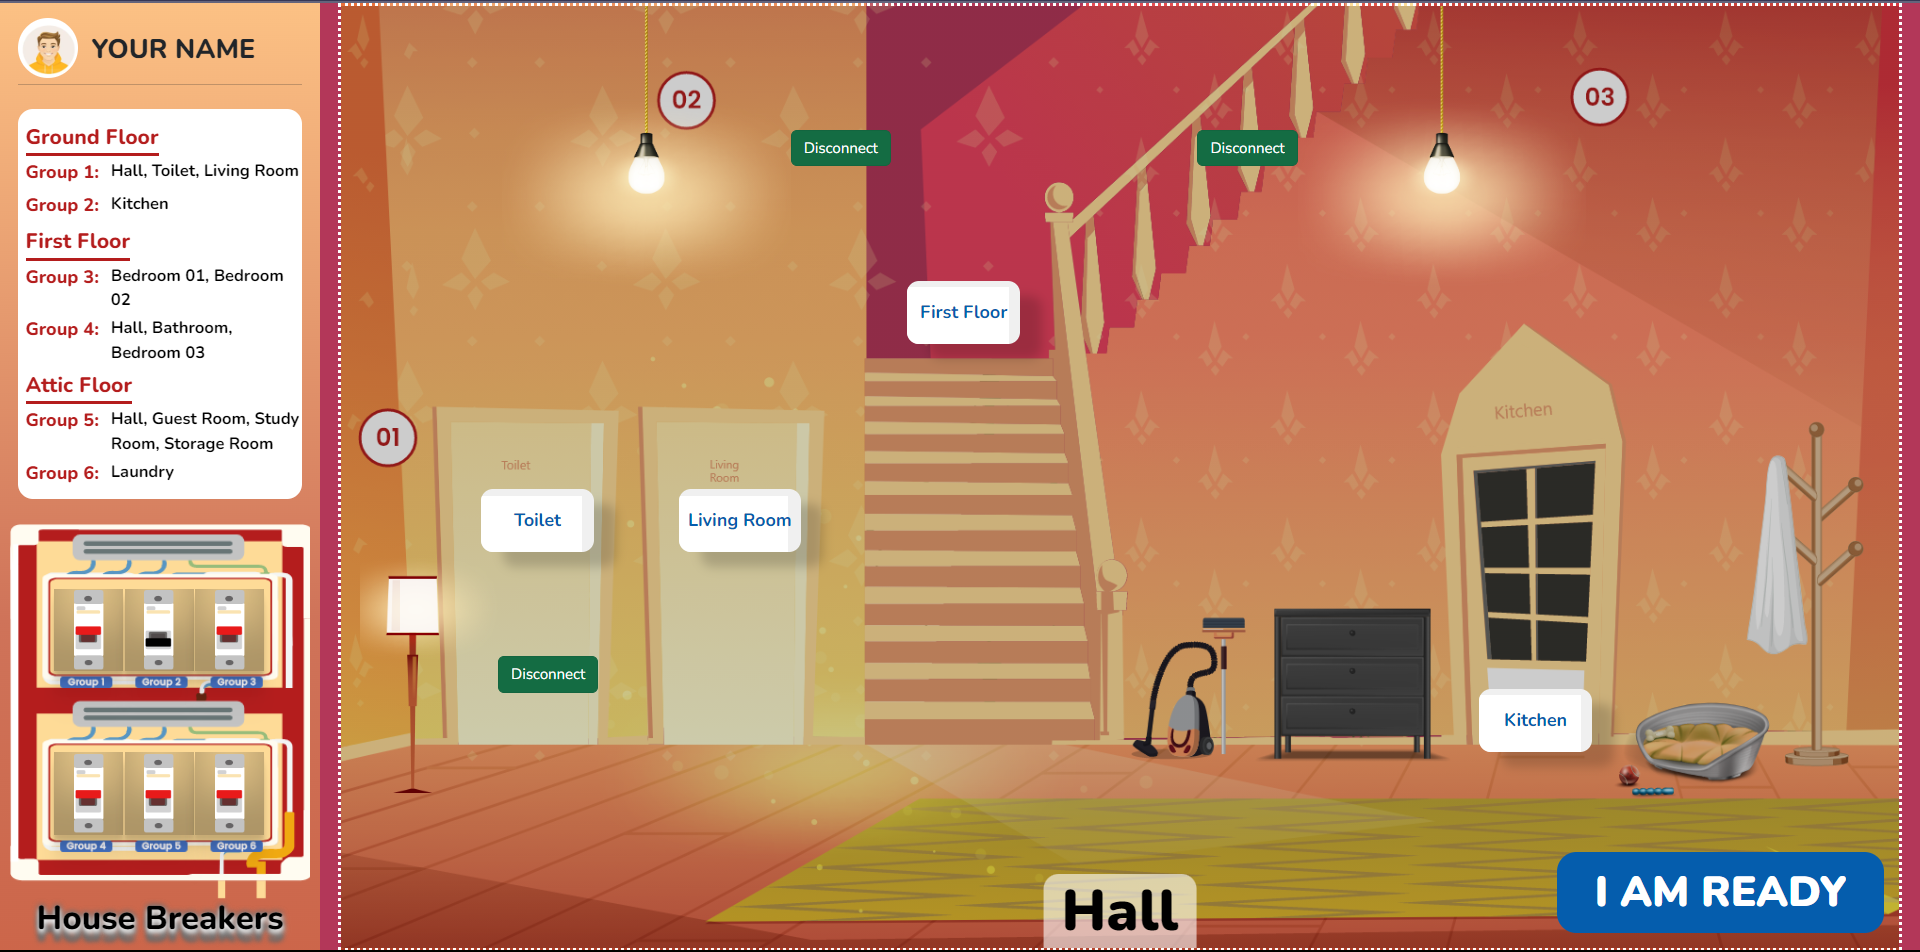 YOUR NAME
Ground Floor
Group 1: Hall, Toilet, Living Room
Group 2: Kitchen
First Floor
Group 3: Bedroom 01, Bedroom
02
Group 4: Hall, Bathroom,
Bedroom 03
Attic Floor
Group 5: Hall, Guest Room, Study
Room, Storage Room
Group 6: Laundry
Group 1 Group 2 Group 3
Group 4 Group 5 Group 6
House Breakers
02
03
Disconnect
Disconnect
First Floor
01
Toilet
Living
Room
Kitchen
Toilet
Living Room
Disconnect
Kitchen
Hall
I AM READY